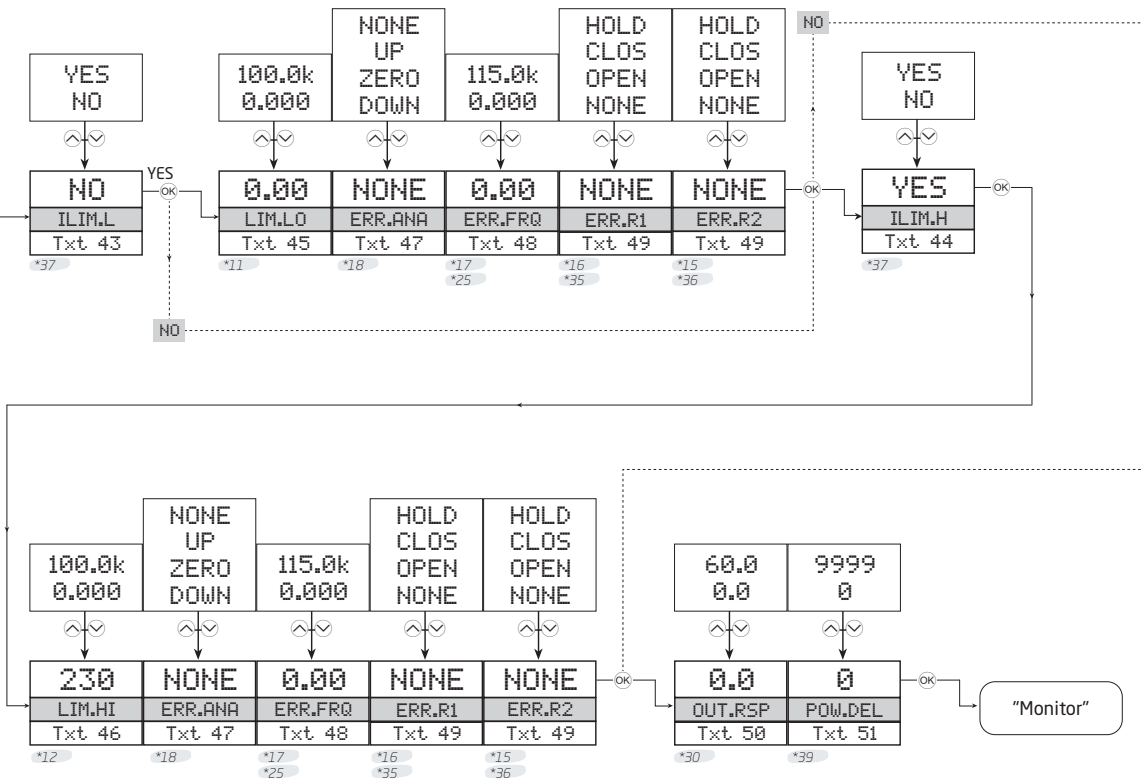 NO
YES
NO
100.0k
0.000
NONE
UP
ZERO
DOWN
115.0k
0.000
HOLD
CLOS
OPEN
NONE
HOLD
CLOS
OPEN
NONE
YES
NO
NO
ILIM.L
Txt 43
*37
YES
OK
0.00
LIM.LO
Txt 45
*11
NONE
ERR.ANA
Txt 47
*18
0.00
ERR.FRQ
Txt 48
*17
*25
NONE
ERR.R1
Txt 49
*16
*35
NONE
ERR.R2
Txt 49
*15
*36
OK
YES
ILIM.H
Txt 44
*37
OK
NO
100.0k
0.000
NONE
UP
ZERO
DOWN
115.0k
0.000
HOLD
CLOS
OPEN
NONE
HOLD
CLOS
OPEN
NONE
60.0
0.0
9999
0
230
LIM.HI
Txt 46
*12
NONE
ERR.ANA
Txt 47
*18
0.00
ERR.FRQ
Txt 48
*17
*25
NONE
ERR.R1
Txt 49
*16
*35
NONE
ERR.R2
Txt 49
*15
*36
OK
0.0
OUT.RSP
Txt 50
*30
0
POW.DEL
Txt 51
*39
OK
"Monitor"